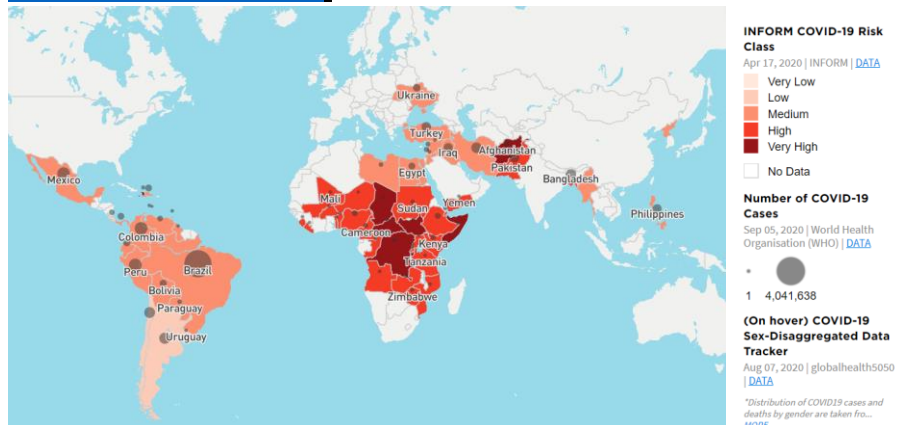 Ukraine
Turkey
Iraq
Afghanistan
Pakistan
Egypt
Bangladesh
Mexico
Mali
Sudan
Yemen
Philippines
Cameroon
Kenya
Colombia
Tanzania
Peru
Brazil
Bolivia
Zimbabwe
Paraguay
Uruguay
INFORM COVID-19 Risk
Class
Apr 17, 2020 | INFORM | DATA
Very Low
Low
Medium
High
Very High
No Data
Number of COVID-19
Cases
Sep 05, 2020 | World Health
Organisation (WHO) | DATA
1 4,041,638
(On hover) COVID-19
Sex-Disaggregated Data
Tracker
Aug 07, 2020 | globalhealth5050
| DATA
"Distribution of COVID19 cases and
deaths by gender are taken fro...
MORE